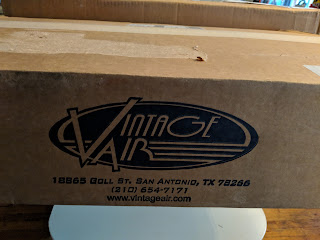 VINTAGE
AIR
18865 GOLL ST. SAN ANTONIO, TX 78266
(210) 654-7171
www.vintageair.com